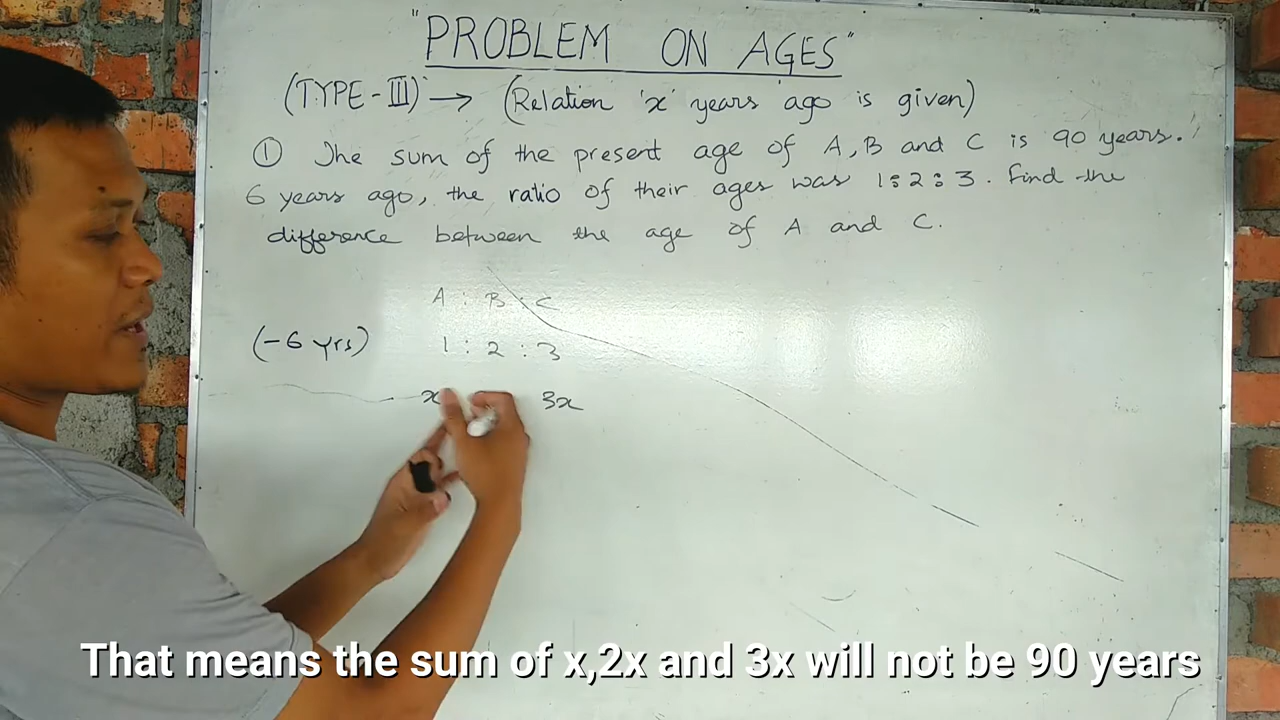 "PROBLEM ON AGES"
(TYPE-III) → (Relation 'x' years ago is given)
① The sum of the present age of A, B and C is 90 years.
6 years ago, the ratio of their ages was 1:2:3. Find the
difference between the age of A and C.
A : B : C
(-6 yrs) 1 : 2 : 3
x 3x
That means the sum of x,2x and 3x will not be 90 years